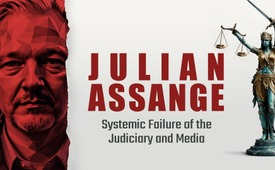 JULIAN
ASSANGE
Systemic Failure of the
Judiciary and Media